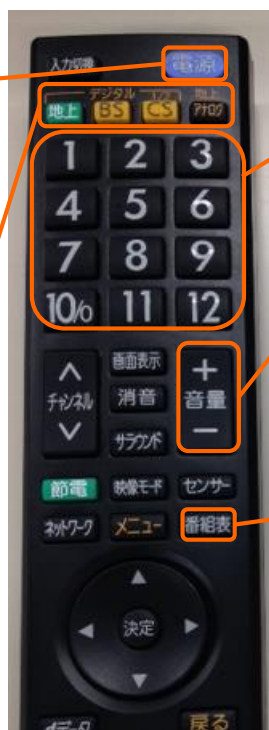 入力切換 電源
デジタル 地上
地上 BS CS アナログ
1 2 3
4 5 6
7 8 9
10/0 11 12
画面表示
チャンネル 消音 + 音量 −
サラウンド
節電 映像モード センサー
ネットワーク メニュー 番組表
決定
戻る